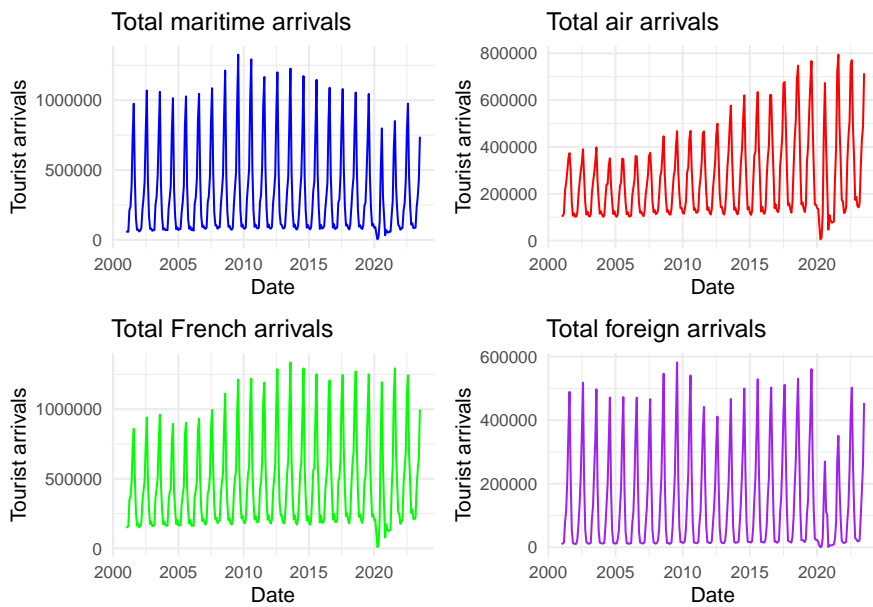 Total maritime arrivals
Tourist arrivals
1000000
500000
0
2000 2005 2010 2015 2020
Date
Total air arrivals
Tourist arrivals
800000
600000
400000
200000
0
2000 2005 2010 2015 2020
Date
Total French arrivals
Tourist arrivals
1000000
500000
0
2000 2005 2010 2015 2020
Date
Total foreign arrivals
Tourist arrivals
600000
400000
200000
0
2000 2005 2010 2015 2020
Date